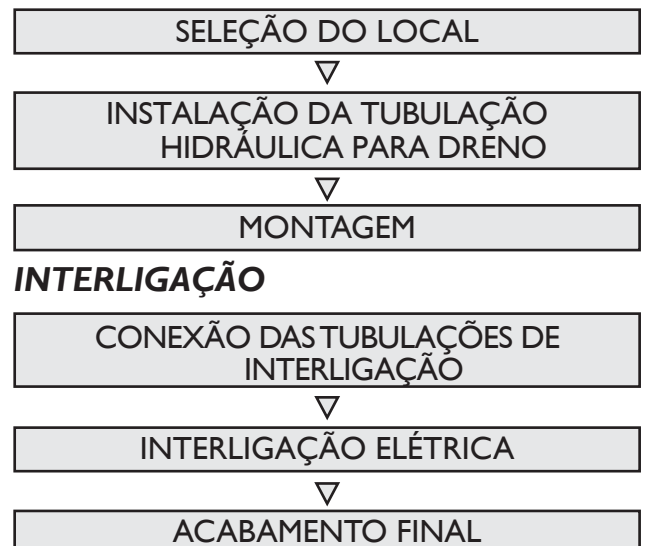 SELEÇÃO DO LOCAL
INSTALAÇÃO DA TUBULAÇÃO
HIDRÁULICA PARA DRENO
MONTAGEM
INTERLIGAÇÃO
CONEXÃO DAS TUBULAÇÕES DE
INTERLIGAÇÃO
INTERLIGAÇÃO ELÉTRICA
ACABAMENTO FINAL